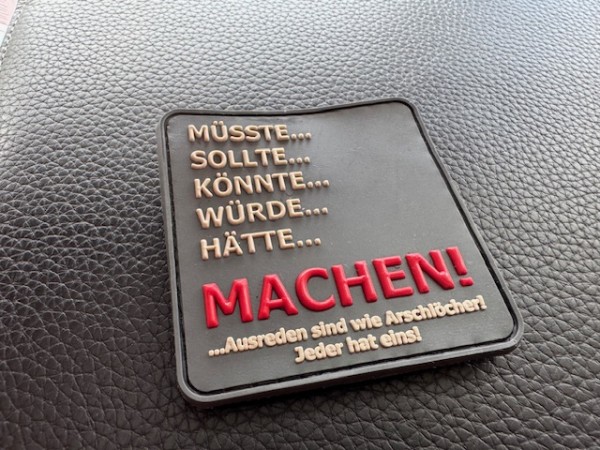 MÜSSTE...
SOLLTE...
KÖNNTE...
WÜRDE...
HÄTTE...
MACHEN!
...Ausreden sind wie Arschlöcher!
Jeder hat eins!